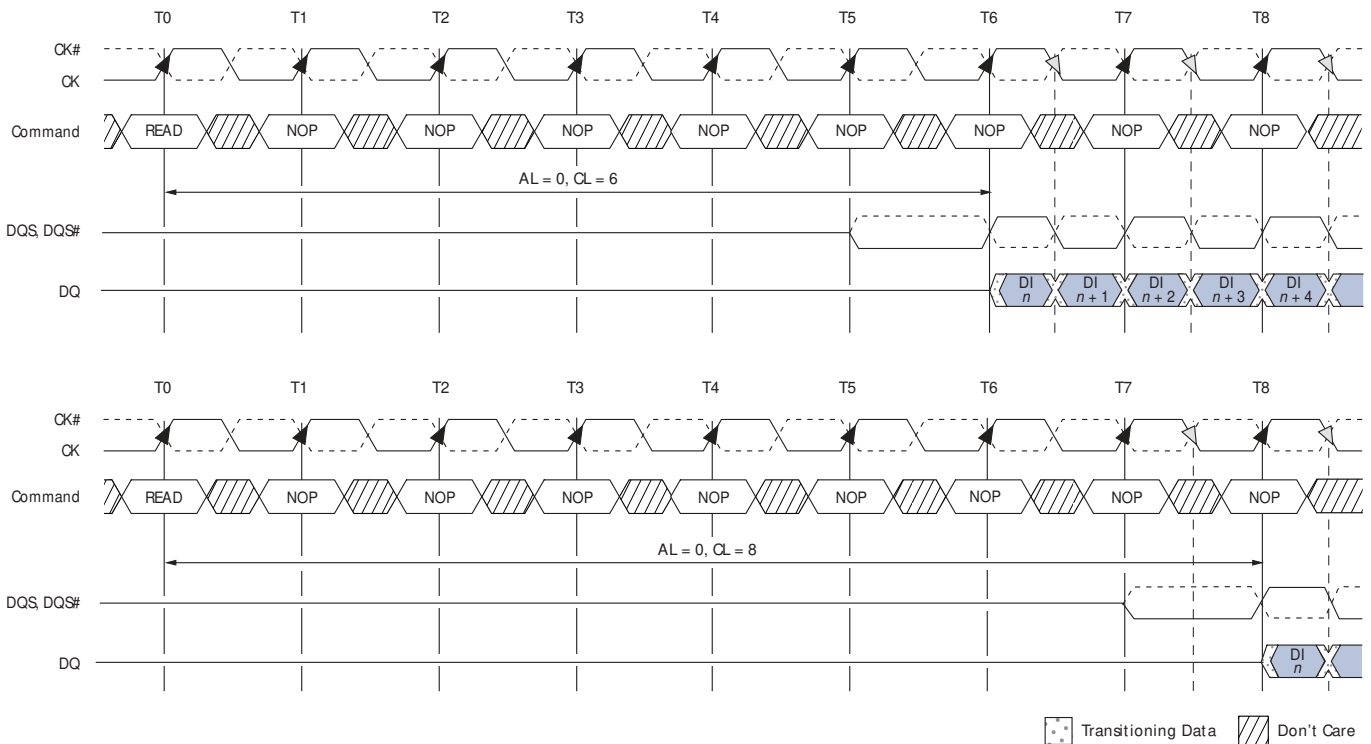 T0 T1 T2 T3 T4 T5 T6 T7 T8
CK#
CK
Command READ NOP NOP NOP NOP NOP NOP NOP NOP
AL = 0, CL = 6
DQS, DQS#
DQ DI n DI n + 1 DI n + 2 DI n + 3 DI n + 4
T0 T1 T2 T3 T4 T5 T6 T7 T8
CK#
CK
Command READ NOP NOP NOP NOP NOP NOP NOP NOP
AL = 0, CL = 8
DQS, DQS#
DQ DI n
Transitioning Data Don't Care